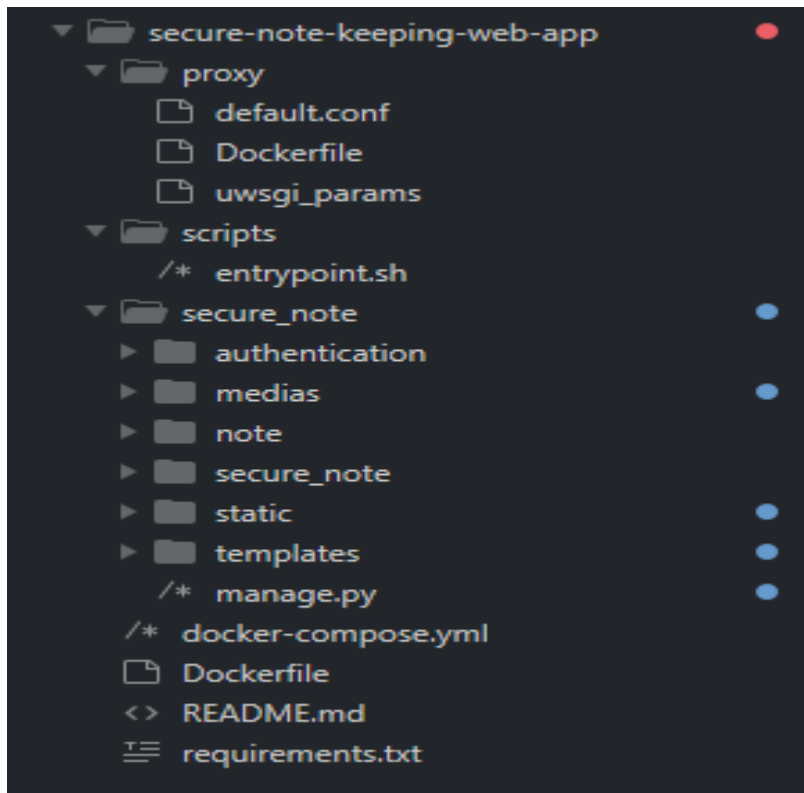 secure-note-keeping-web-app
proxy
default.conf
Dockerfile
uwsgi_params
scripts
/* entrypoint.sh
secure_note
authentication
medias
note
secure_note
static
templates
/* manage.py
/* docker-compose.yml
Dockerfile
<> README.md
requirements.txt